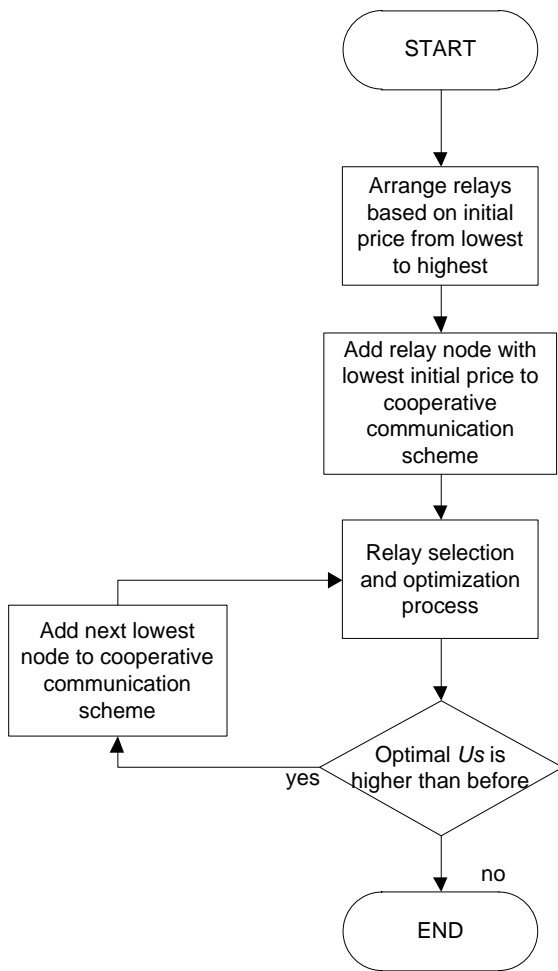 START
Arrange relays
based on initial
price from lowest
to highest
Add relay node with
lowest initial price to
cooperative
communication
scheme
Relay selection
and optimization
process
Add next lowest
node to cooperative
communication
scheme
Optimal Us is
higher than before
yes
no
END